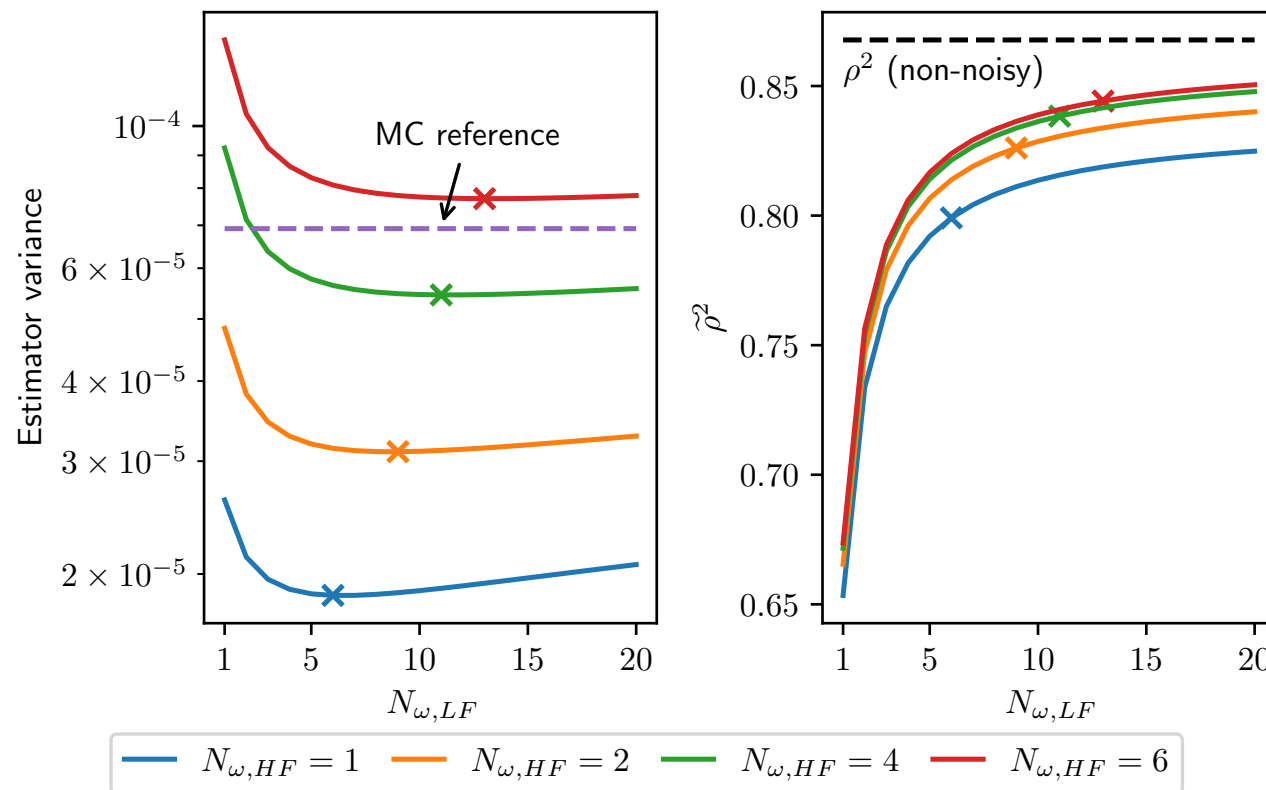 Estimator variance
10⁻⁴
6 × 10⁻⁵
4 × 10⁻⁵
3 × 10⁻⁵
2 × 10⁻⁵
MC reference
1 5 10 15 20
N_{ω,LF}
ρ̃²
0.85
0.80
0.75
0.70
0.65
ρ² (non-noisy)
1 5 10 15 20
N_{ω,LF}
N_{ω,HF} = 1 N_{ω,HF} = 2 N_{ω,HF} = 4 N_{ω,HF} = 6